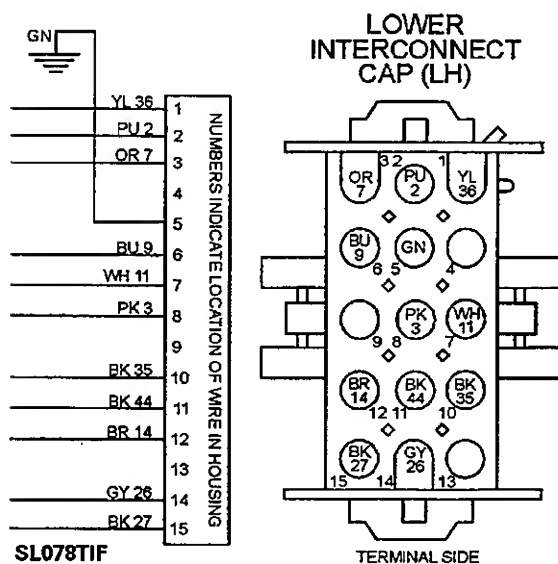 GN
YL 36
1
PU 2
2
OR 7
3
4
5
BU 9
6
WH 11
7
PK 3
8
9
BK 35
10
BK 44
11
BR 14
12
13
GY 26
14
BK 27
15
NUMBERS INDICATE LOCATION OF WIRE IN HOUSING
SL078TIF
LOWER
INTERCONNECT
CAP (LH)
3 2 1
OR
7
PU
2
YL
36
BU
9
GN
6 5 4
PK
3
WH
11
9 8 7
BR
14
BK
44
BK
35
12 11 10
BK
27
GY
26
15 14 13
TERMINAL SIDE